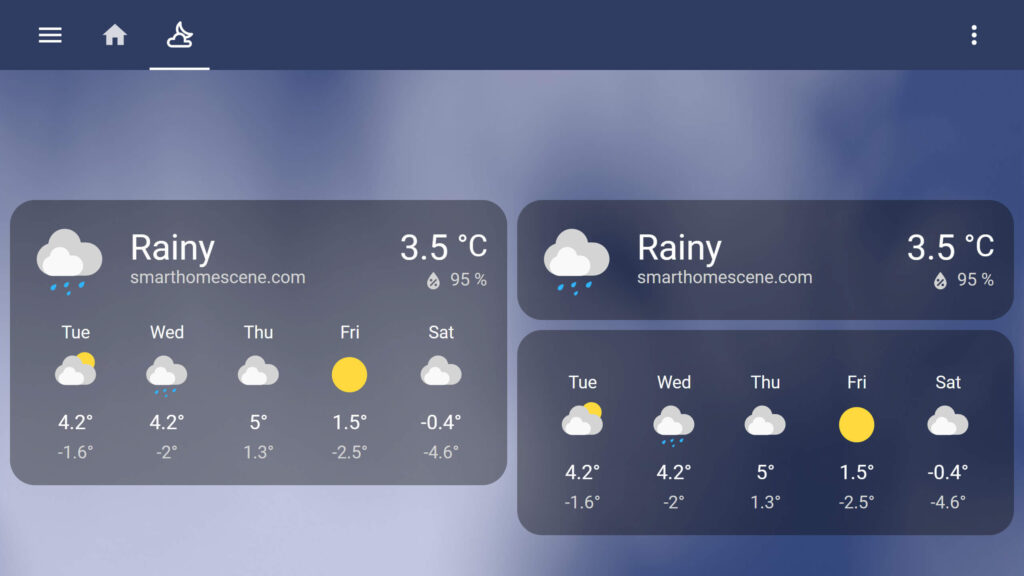 Rainy 3.5 °C
smarthomescene.com 95 %
Tue Wed Thu Fri Sat
4.2° 4.2° 5° 1.5° -0.4°
-1.6° -2° 1.3° -2.5° -4.6°
Rainy 3.5 °C
smarthomescene.com 95 %
Tue Wed Thu Fri Sat
4.2° 4.2° 5° 1.5° -0.4°
-1.6° -2° 1.3° -2.5° -4.6°